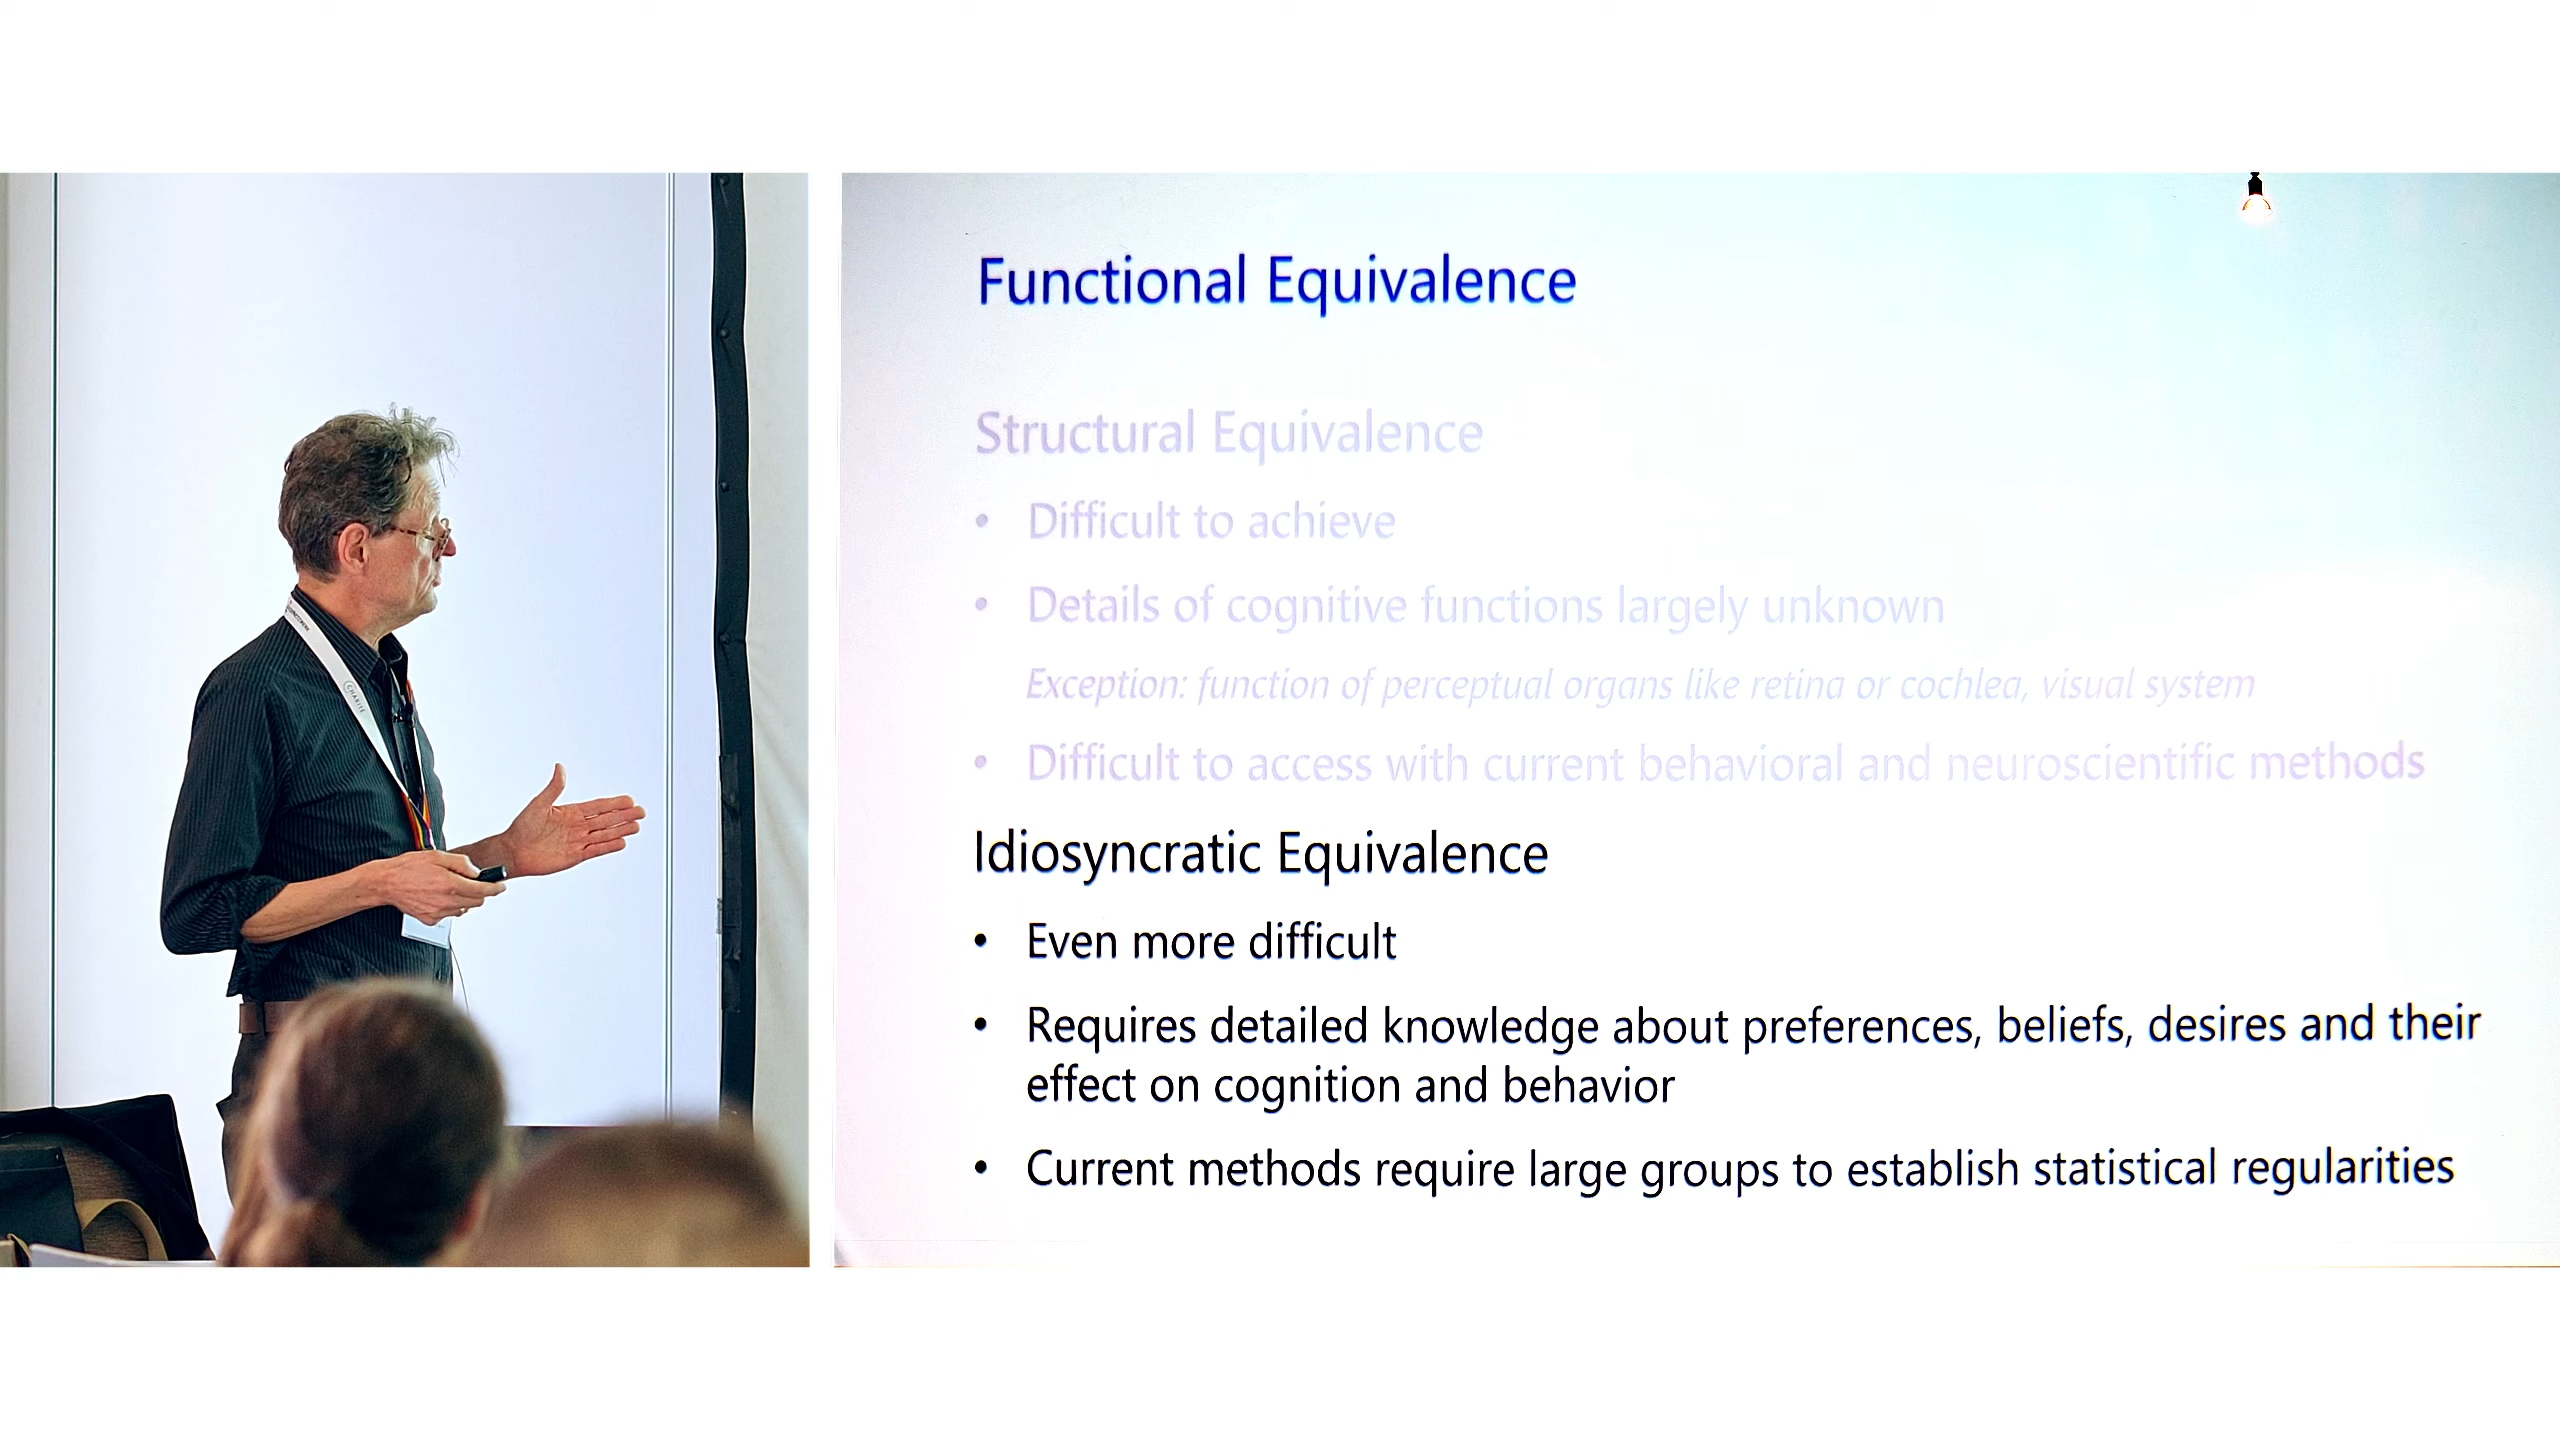 Functional Equivalence
Structural Equivalence
• Difficult to achieve
• Details of cognitive functions largely unknown
Exception: function of perceptual organs like retina or cochlea, visual system
• Difficult to access with current behavioral and neuroscientific methods
Idiosyncratic Equivalence
• Even more difficult
• Requires detailed knowledge about preferences, beliefs, desires and their
effect on cognition and behavior
• Current methods require large groups to establish statistical regularities
CHARITÉ